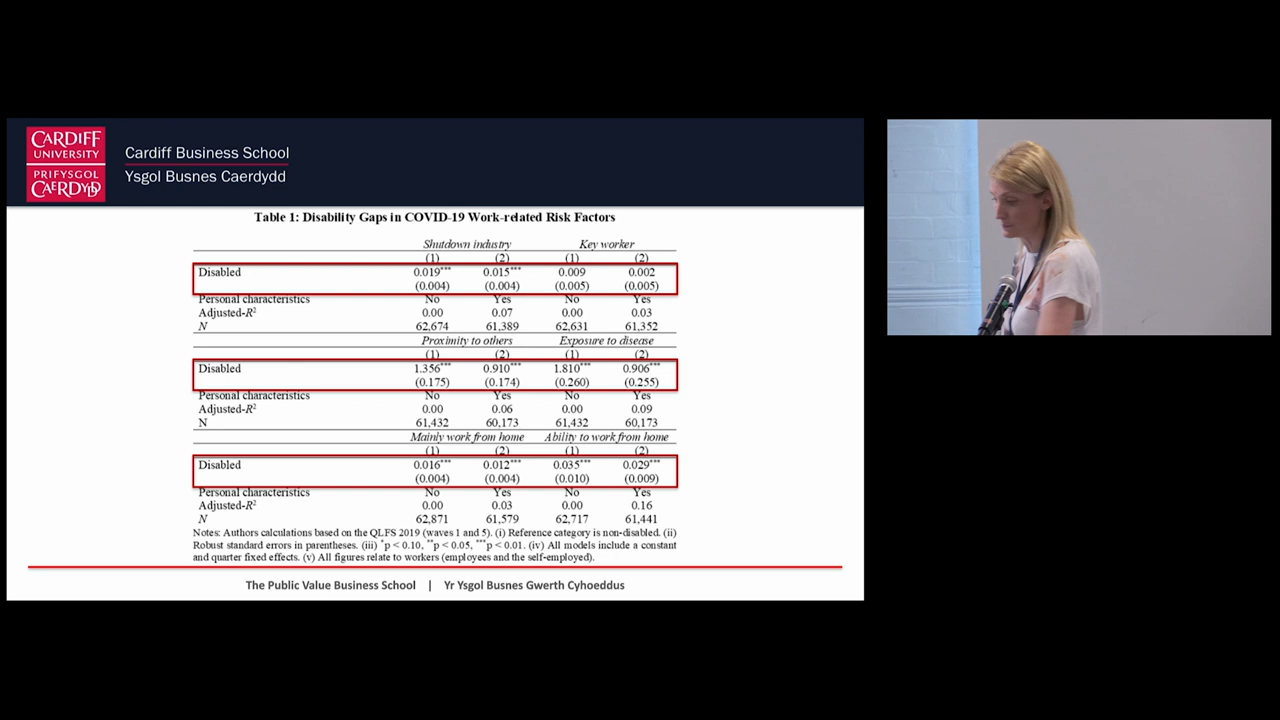 CARDIFF
UNIVERSITY
PRIFYSGOL
CAERDYDD
Cardiff Business School
Ysgol Busnes Caerdydd
Table 1: Disability Gaps in COVID-19 Work-related Risk Factors
Shutdown industry Key worker
(1) (2) (1) (2)
Disabled 0.019*** 0.015*** 0.009 0.002
(0.004) (0.004) (0.005) (0.005)
Personal characteristics No Yes No Yes
Adjusted-R² 0.00 0.07 0.00 0.03
N 62,674 61,389 62,631 61,352
Proximity to others Exposure to disease
(1) (2) (1) (2)
Disabled 1.356*** 0.910*** 1.810*** 0.906***
(0.175) (0.174) (0.260) (0.255)
Personal characteristics No Yes No Yes
Adjusted-R² 0.00 0.06 0.00 0.09
N 61,432 60,173 61,432 60,173
Mainly work from home Ability to work from home
(1) (2) (1) (2)
Disabled 0.016*** 0.012*** 0.035*** 0.029***
(0.004) (0.004) (0.010) (0.009)
Personal characteristics No Yes No Yes
Adjusted-R² 0.00 0.03 0.00 0.16
N 62,871 61,579 62,717 61,441
Notes: Authors calculations based on the QLFS 2019 (waves 1 and 5). (i) Reference category is non-disabled. (ii)
Robust standard errors in parentheses. (iii) *p < 0.10, **p < 0.05, ***p < 0.01. (iv) All models include a constant
and quarter fixed effects. (v) All figures relate to workers (employees and the self-employed).
The Public Value Business School | Yr Ysgol Busnes Gwerth Cyhoeddus